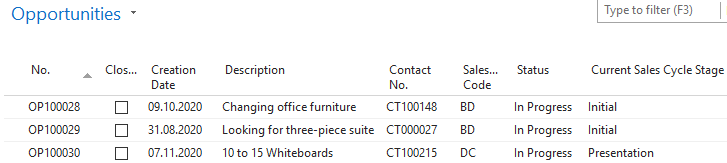 Opportunities
Type to filter (F3)
No. Clos... Creation Date Description Contact No. Sales... Code Status Current Sales Cycle Stage
OP100028 09.10.2020 Changing office furniture CT100148 BD In Progress Initial
OP100029 31.08.2020 Looking for three-piece suite CT000027 BD In Progress Initial
OP100030 07.11.2020 10 to 15 Whiteboards CT100215 DC In Progress Presentation